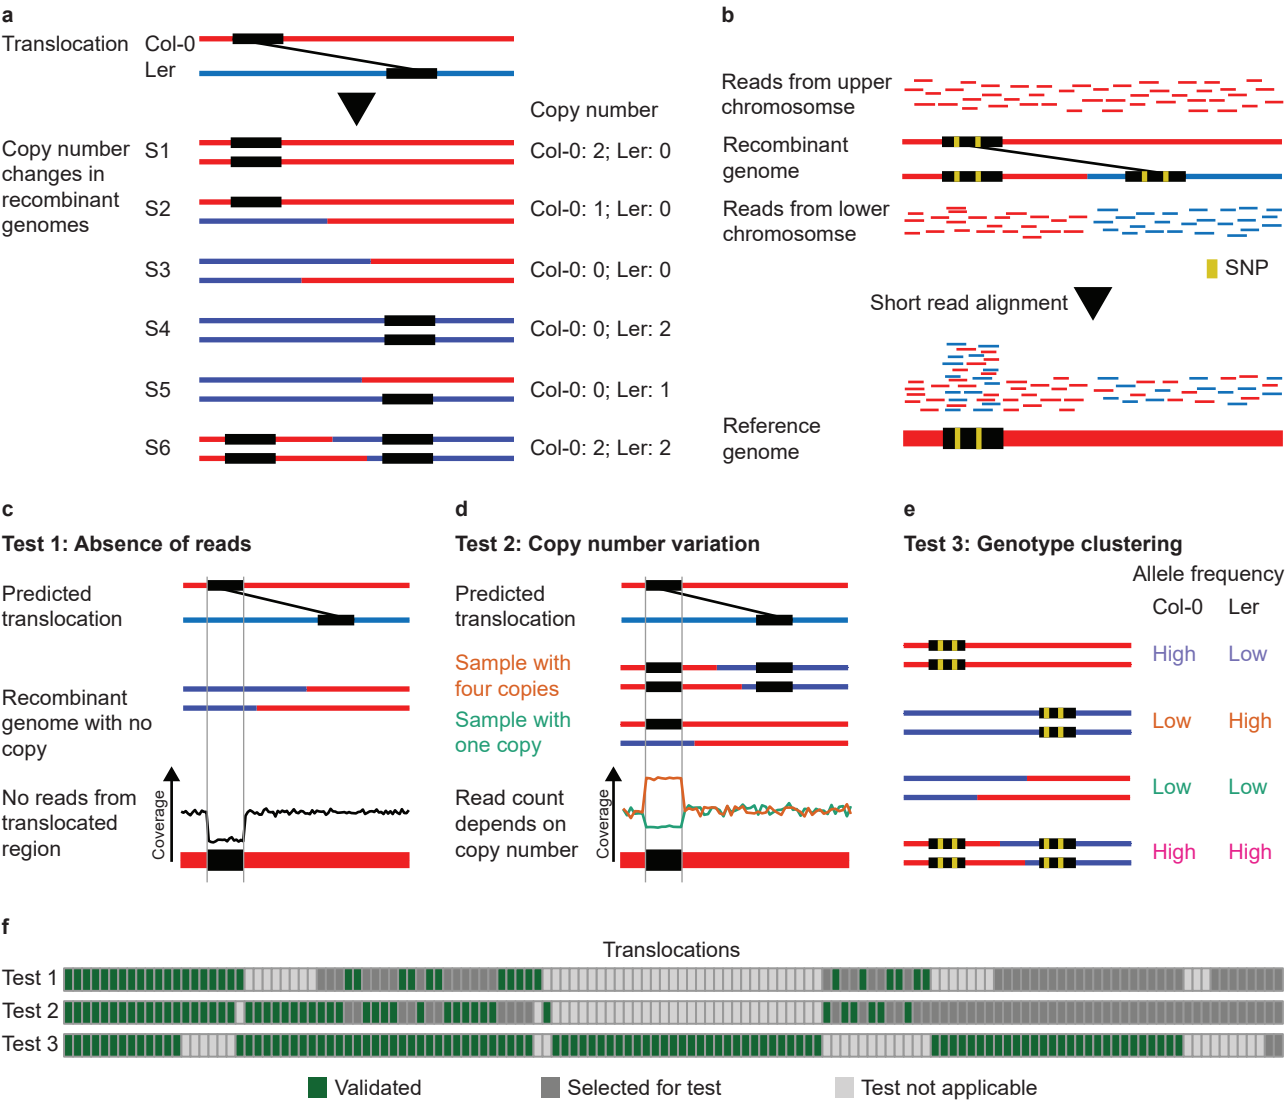 a
Translocation
Col-0
Ler
Copy number
Copy number
changes in
recombinant
genomes
S1
Col-0: 2; Ler: 0
S2
Col-0: 1; Ler: 0
S3
Col-0: 0; Ler: 0
S4
Col-0: 0; Ler: 2
S5
Col-0: 0; Ler: 1
S6
Col-0: 2; Ler: 2
b
Reads from upper
chromosomse
Recombinant
genome
Reads from lower
chromosomse
SNP
Short read alignment
Reference
genome
c
Test 1: Absence of reads
Predicted
translocation
Recombinant
genome with no
copy
No reads from
translocated
region
Coverage
d
Test 2: Copy number variation
Predicted
translocation
Sample with
four copies
Sample with
one copy
Read count
depends on
copy number
Coverage
e
Test 3: Genotype clustering
Allele frequency
Col-0 Ler
High Low
Low High
Low Low
High High
f
Translocations
Test 1
Test 2
Test 3
Validated
Selected for test
Test not applicable